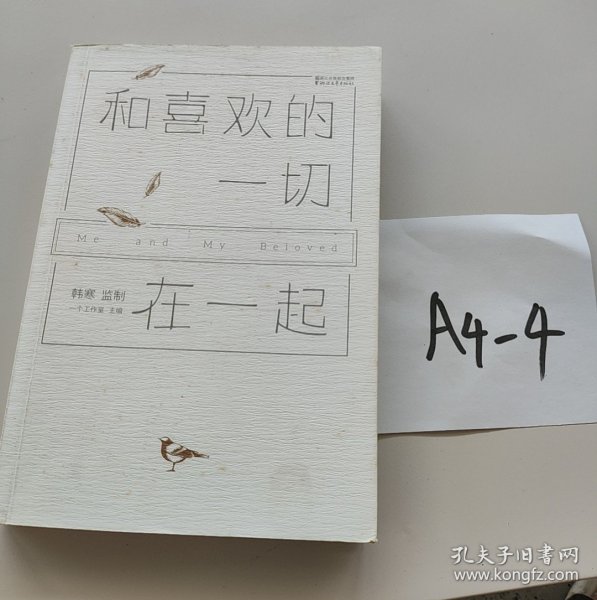 和喜欢的
一切
Me and My Beloved
在一起
韩寒 监制
一个工作室 主编
A4-4
孔夫子旧书网
www.kongfz.com